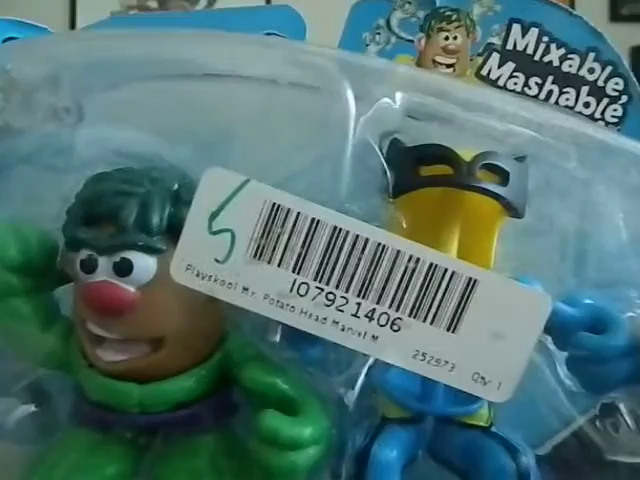 Mixable,
Mashable
5
107921406
Playskool Mr. Potato Head Marvel M
252973 Qty 1